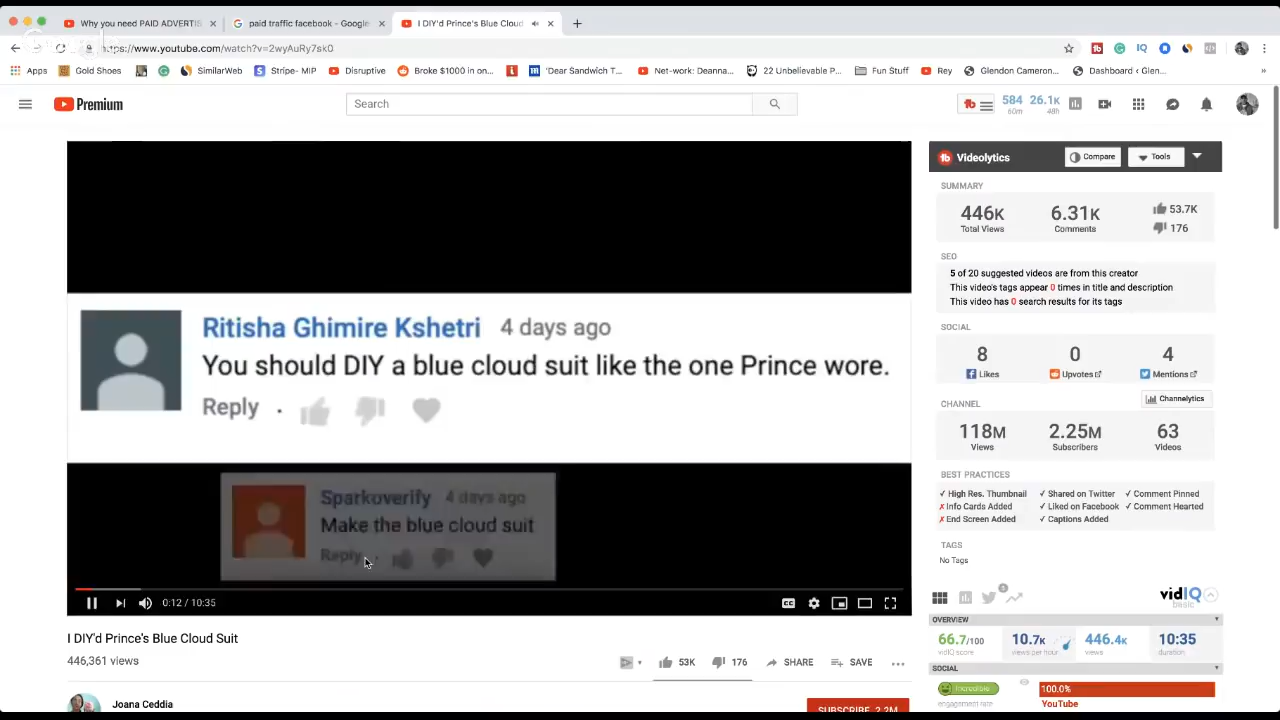 Why you need PAID ADVERTIS
paid traffic facebook - Google
I DIY'd Prince's Blue Cloud
https://www.youtube.com/watch?v=2wyAuRy7sk0
Apps
Gold Shoes
SimilarWeb
Stripe- MIP
Disruptive
Broke $1000 in on...
'Dear Sandwich T...
Net-work: Deanna...
22 Unbelievable P...
Fun Stuff
Rey
Glendon Cameron...
Dashboard < Glen...
Premium
Search
584
60m
26.1K
48h
Ritisha Ghimire Kshetri 4 days ago
You should DIY a blue cloud suit like the one Prince wore.
Reply
Sparkoverify 4 days ago
Make the blue cloud suit
Reply
0:12 / 10:35
I DIY'd Prince's Blue Cloud Suit
446,361 views
53K
176
SHARE
SAVE
Joana Ceddia
SUBSCRIBE 2.2M
Videolytics
Compare
Tools
SUMMARY
446K
Total Views
6.31K
Comments
53.7K
176
SEO
5 of 20 suggested videos are from this creator
This video's tags appear 0 times in title and description
This video has 0 search results for its tags
SOCIAL
8
Likes
0
Upvotes
4
Mentions
CHANNEL
Channelytics
118M
Views
2.25M
Subscribers
63
Videos
BEST PRACTICES
✓ High Res. Thumbnail ✓ Shared on Twitter ✓ Comment Pinned
✗ Info Cards Added ✓ Liked on Facebook ✓ Comment Hearted
✗ End Screen Added ✓ Captions Added
TAGS
No Tags
vidIQ
basic
OVERVIEW
66.7/100
vidIQ score
10.7K
views per hour
446.4K
views
10:35
duration
SOCIAL
Incredible
engagement rate
100.0%
YouTube